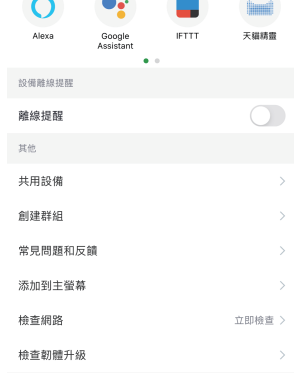 Alexa
Google
Assistant
IFTTT
天貓精靈
設備離線提醒
離線提醒
其他
共用設備
創建群組
常見問題和反饋
添加到主螢幕
檢查網路 立即檢查
檢查韌體升級